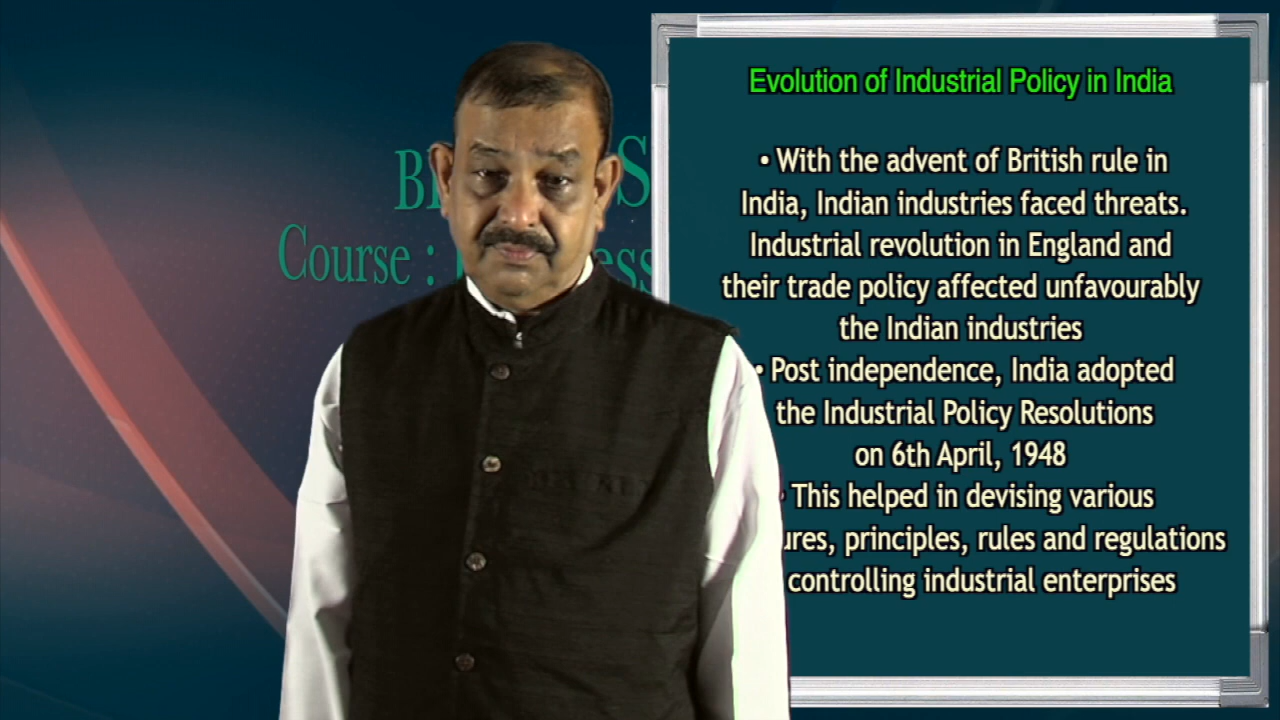 Evolution of Industrial Policy in India
• With the advent of British rule in
India, Indian industries faced threats.
Industrial revolution in England and
their trade policy affected unfavourably
the Indian industries
• Post independence, India adopted
the Industrial Policy Resolutions
on 6th April, 1948
This helped in devising various
principles, rules and regulations
controlling industrial enterprises
Course :